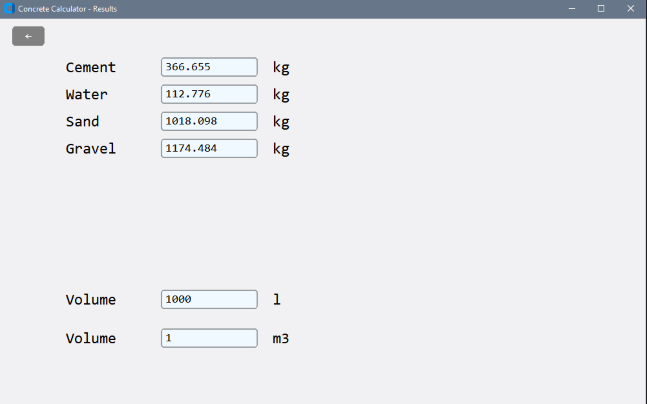 Concrete Calculator - Results
←
Cement 366.655 kg
Water 112.776 kg
Sand 1018.098 kg
Gravel 1174.484 kg
Volume 1000 l
Volume 1 m3